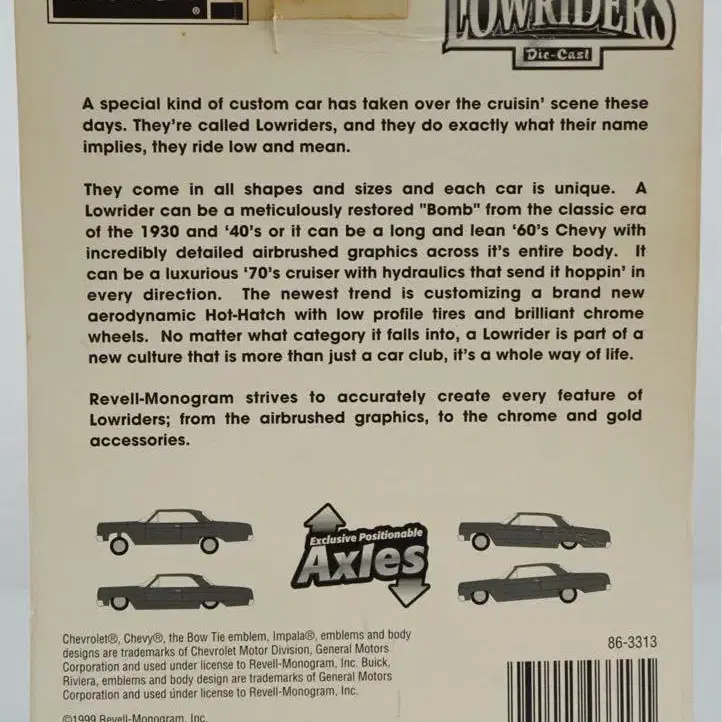 LOWRIDERS
Die-Cast
A special kind of custom car has taken over the cruisin' scene these
days. They're called Lowriders, and they do exactly what their name
implies, they ride low and mean.
They come in all shapes and sizes and each car is unique. A
Lowrider can be a meticulously restored "Bomb" from the classic era
of the 1930 and ‘40's or it can be a long and lean ‘60's Chevy with
incredibly detailed airbrushed graphics across it's entire body. It
can be a luxurious ‘70's cruiser with hydraulics that send it hoppin' in
every direction. The newest trend is customizing a brand new
aerodynamic Hot-Hatch with low profile tires and brilliant chrome
wheels. No matter what category it falls into, a Lowrider is part of a
new culture that is more than just a car club, it's a whole way of life.
Revell-Monogram strives to accurately create every feature of
Lowriders; from the airbrushed graphics, to the chrome and gold
accessories.
Exclusive Positionable
Axles
Chevrolet®, Chevy®, the Bow Tie emblem, Impala®, emblems and body
designs are trademarks of Chevrolet Motor Division, General Motors
Corporation and used under license to Revell-Monogram, Inc. Buick,
Riviera, emblems and body design are trademarks of General Motors
Corporation and used under license to Revell-Monogram, Inc.
86-3313
©1999 Revell-Monogram, Inc.